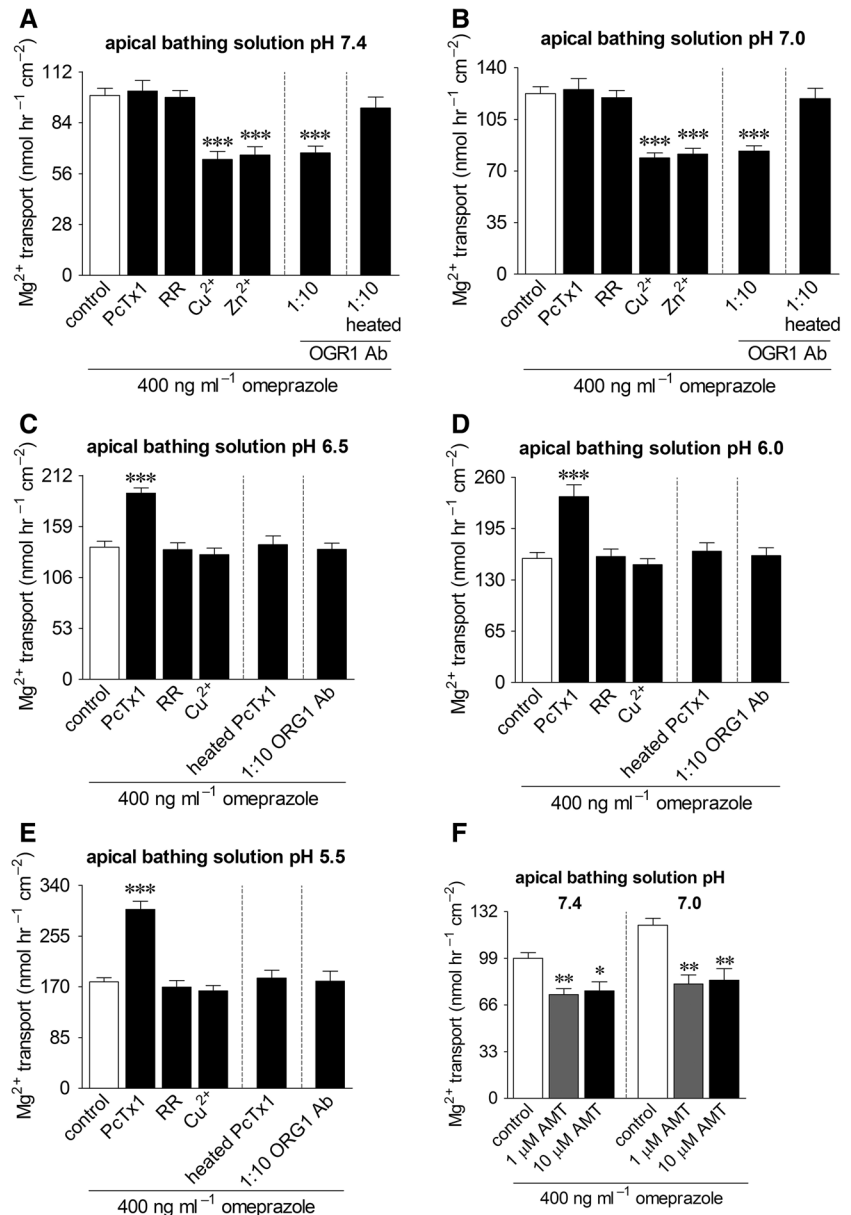 A
apical bathing solution pH 7.4
Mg2+ transport (nmol hr−1 cm−2)
112
84
56
28
0
***
***
***
control
PcTx1
RR
Cu2+
Zn2+
1:10
1:10
heated
OGR1 Ab
400 ng ml−1 omeprazole
B
apical bathing solution pH 7.0
Mg2+ transport (nmol hr−1 cm−2)
140
105
70
35
0
***
***
***
control
PcTx1
RR
Cu2+
Zn2+
1:10
1:10
heated
OGR1 Ab
400 ng ml−1 omeprazole
C
apical bathing solution pH 6.5
Mg2+ transport (nmol hr−1 cm−2)
212
159
106
53
0
***
control
PcTx1
RR
Cu2+
heated PcTx1
1:10 ORG1 Ab
400 ng ml−1 omeprazole
D
apical bathing solution pH 6.0
Mg2+ transport (nmol hr−1 cm−2)
260
195
130
65
0
***
control
PcTx1
RR
Cu2+
heated PcTx1
1:10 ORG1 Ab
400 ng ml−1 omeprazole
E
apical bathing solution pH 5.5
Mg2+ transport (nmol hr−1 cm−2)
340
255
170
85
0
***
control
PcTx1
RR
Cu2+
heated PcTx1
1:10 ORG1 Ab
400 ng ml−1 omeprazole
F
apical bathing solution pH
7.4
7.0
Mg2+ transport (nmol hr−1 cm−2)
132
99
66
33
0
**
*
**
**
control
1 μM AMT
10 μM AMT
control
1 μM AMT
10 μM AMT
400 ng ml−1 omeprazole